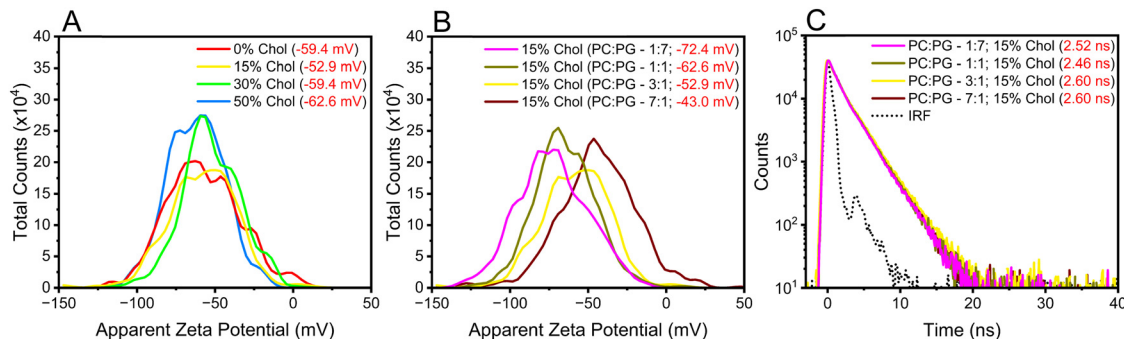 A
0% Chol (-59.4 mV)
15% Chol (-52.9 mV)
30% Chol (-59.4 mV)
50% Chol (-62.6 mV)
Total Counts (x10⁴)
40
35
30
25
20
15
10
5
0
-150
-100
-50
0
50
Apparent Zeta Potential (mV)
B
15% Chol (PC:PG - 1:7; -72.4 mV)
15% Chol (PC:PG - 1:1; -62.6 mV)
15% Chol (PC:PG - 3:1; -52.9 mV)
15% Chol (PC:PG - 7:1; -43.0 mV)
Total Counts (x10⁴)
40
35
30
25
20
15
10
5
0
-150
-100
-50
0
50
Apparent Zeta Potential (mV)
C
PC:PG - 1:7; 15% Chol (2.52 ns)
PC:PG - 1:1; 15% Chol (2.46 ns)
PC:PG - 3:1; 15% Chol (2.60 ns)
PC:PG - 7:1; 15% Chol (2.60 ns)
IRF
Counts
10⁵
10⁴
10³
10²
10¹
0
10
20
30
40
Time (ns)